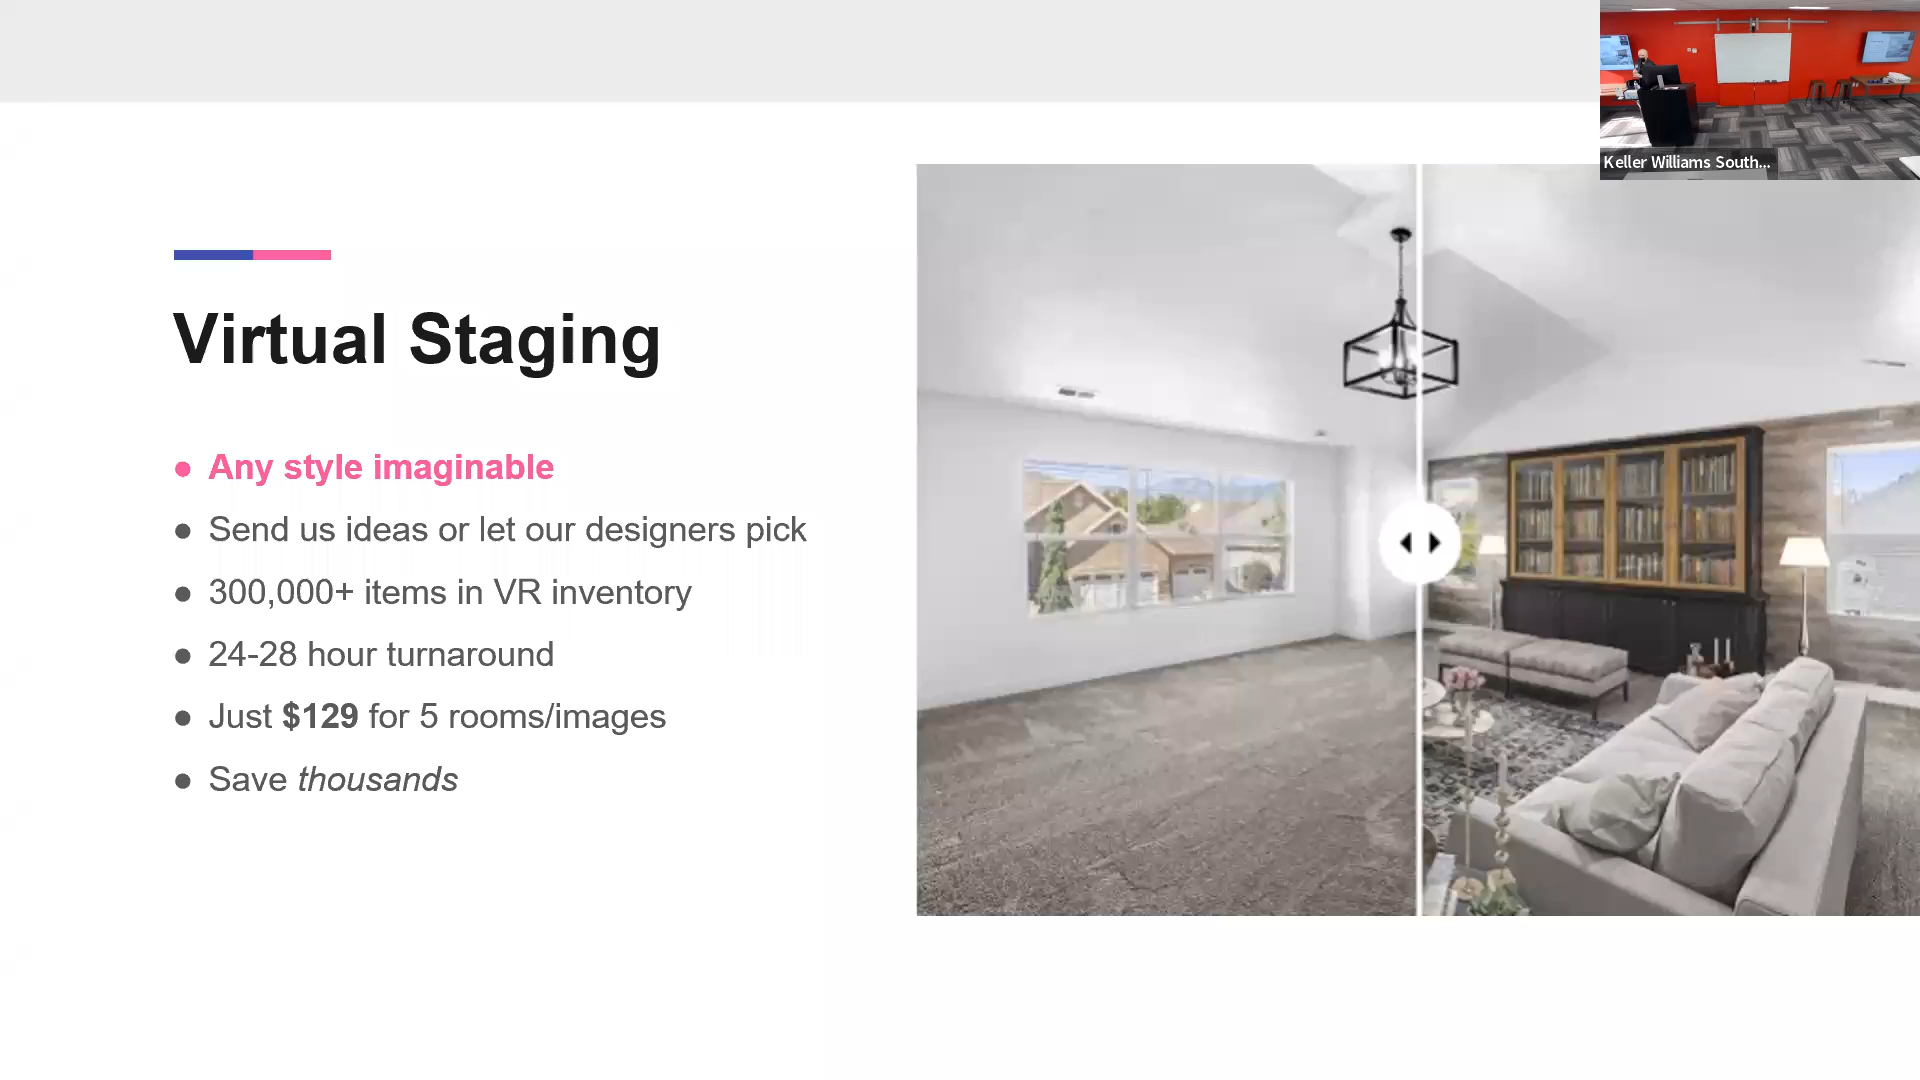 Keller Williams South...
Virtual Staging
● Any style imaginable
● Send us ideas or let our designers pick
● 300,000+ items in VR inventory
● 24-28 hour turnaround
● Just $129 for 5 rooms/images
● Save thousands